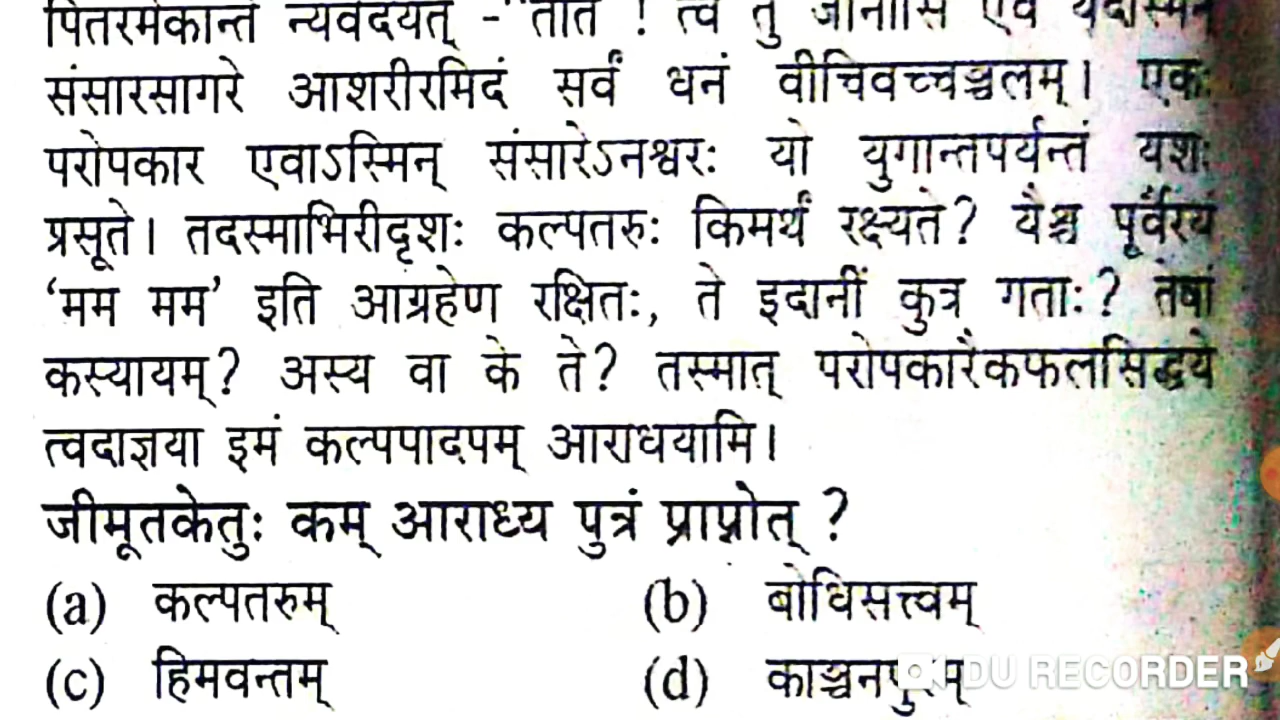 पितरमेकान्ते न्यवेदयत् -"तात ! त्वं तु जानासि एव यदस्मिन्
संसारसागरे आशरीरमिदं सर्वं धनं वीचिवच्चञ्चलम्। एकः
परोपकार एवाऽस्मिन् संसारेऽनश्वरः यो युगान्तपर्यन्तं यशः
प्रसूते। तदस्माभिरीदृशः कल्पतरुः किमर्थं रक्ष्यते? यैश्च पूर्वैरयं
‘मम मम’ इति आग्रहेण रक्षितः, ते इदानीं कुत्र गताः? तेषां
कस्यायम्? अस्य वा के ते? तस्मात् परोपकारैकफलसिद्धये
त्वदाज्ञया इमं कल्पपादपम् आराधयामि।
जीमूतकेतुः कम् आराध्य पुत्रं प्राप्नोत् ?
(a) कल्पतरुम् (b) बोधिसत्त्वम्
(c) हिमवन्तम् (d) काञ्चनपुरम्
DU RECORDER